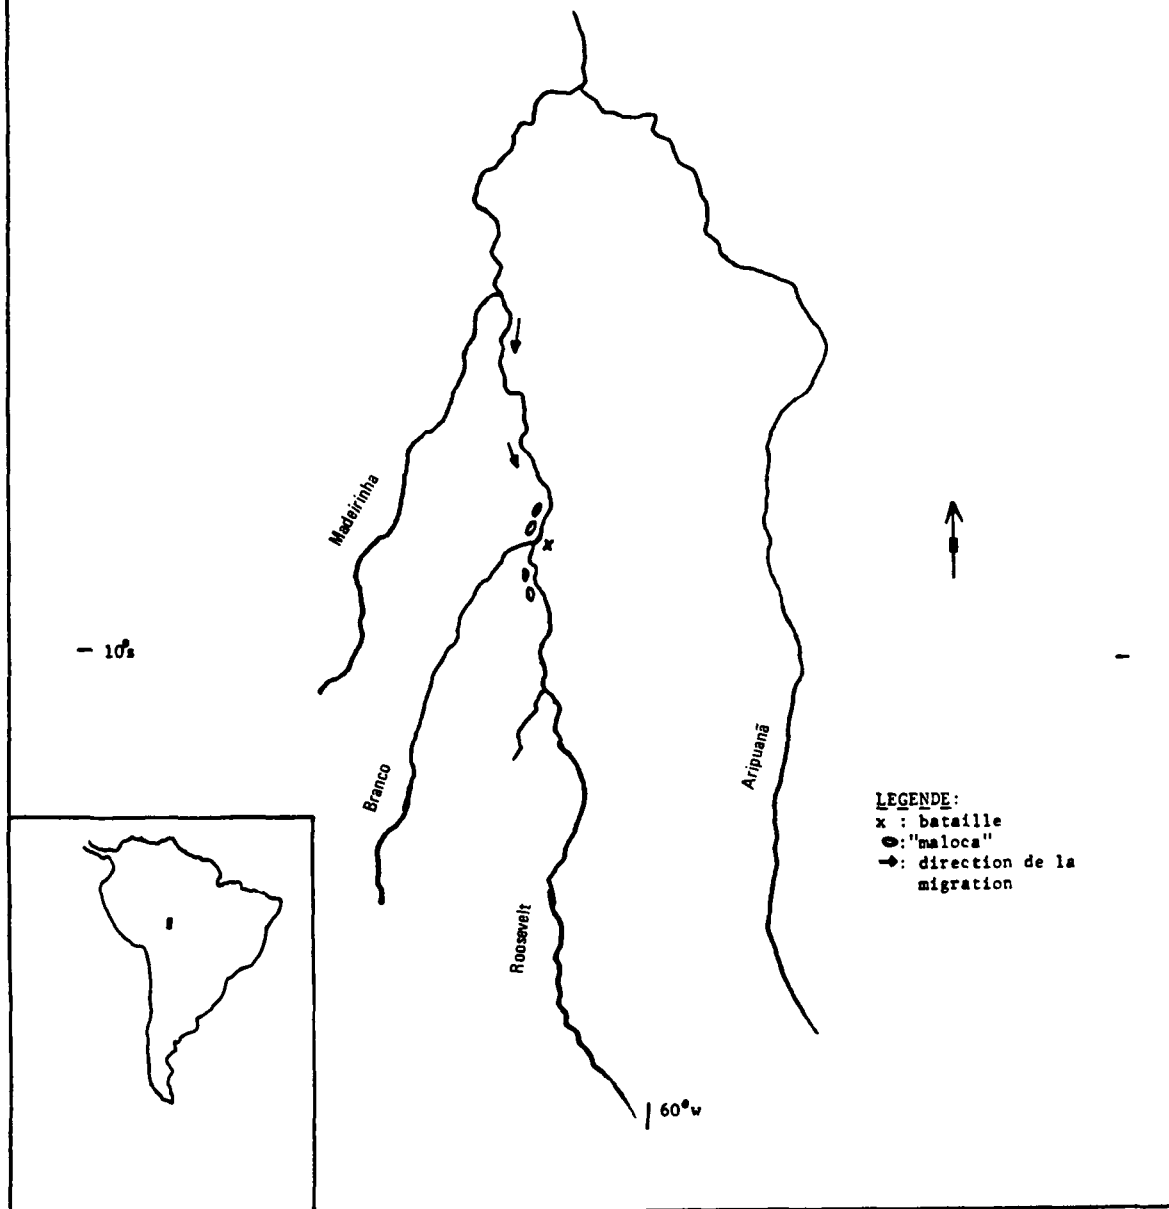 Madeirinha
- 10°s
Branco
Aripuanã
Roosevelt
LEGENDE:
x : bataille
:"maloca"
→: direction de la
migration
60°w